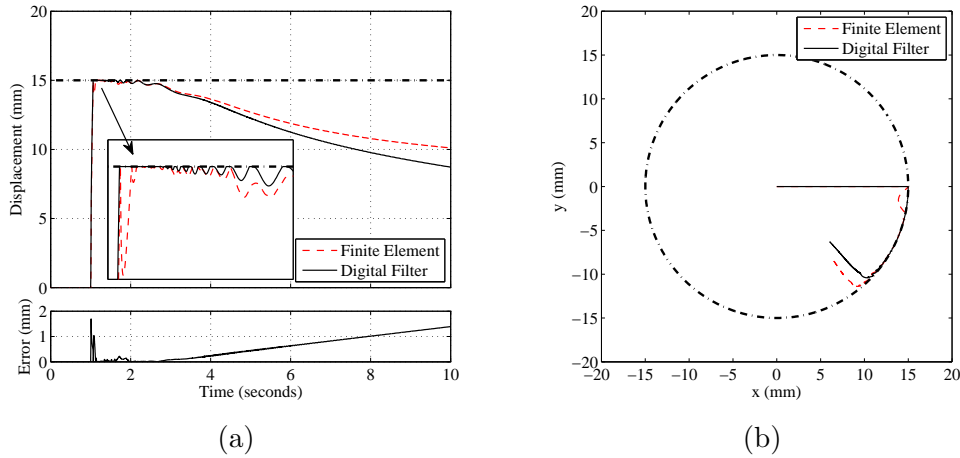 20
15
10
5
0
Displacement (mm)
Finite Element
Digital Filter
2
1
0
Error (mm)
0 2 4 6 8 10
Time (seconds)
(a)
20
15
10
5
0
−5
−10
−15
−20
y (mm)
Finite Element
Digital Filter
−20 −15 −10 −5 0 5 10 15 20
x (mm)
(b)